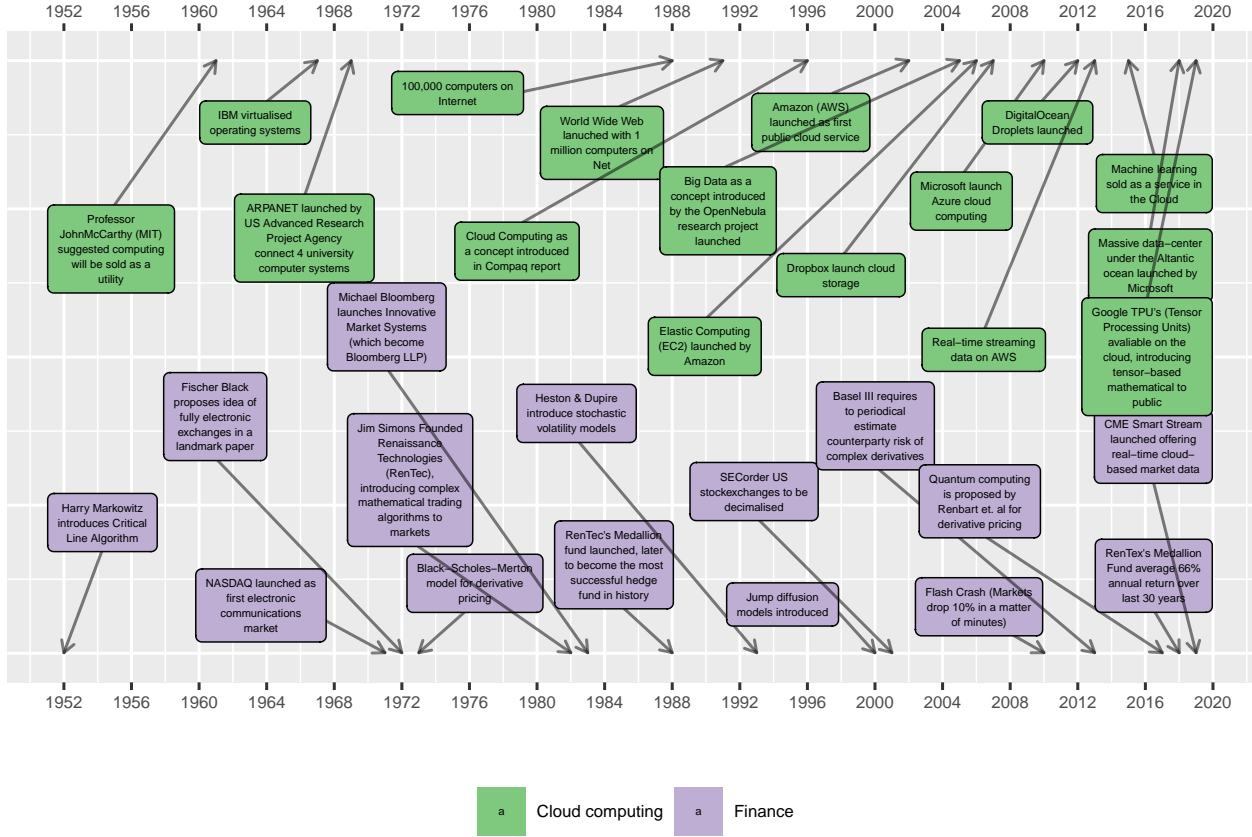 1952 1956 1960 1964 1968 1972 1976 1980 1984 1988 1992 1996 2000 2004 2008 2012 2016 2020
100,000 computers on
Internet
IBM virtualised
operating systems
World Wide Web
lanuched with 1
million computers on
Net
Amazon (AWS)
launched as first
public cloud service
DigitalOcean
Droplets launched
Machine learning
sold as a service in
the Cloud
Big Data as a
concept introduced
by the OpenNebula
research project
launched
Microsoft launch
Azure cloud
computing
Professor
JohnMcCarthy (MIT)
suggested computing
will be sold as a
utility
ARPANET launched by
US Advanced Research
Project Agency
connect 4 university
computer systems
Cloud Computing as
a concept introduced
in Compaq report
Massive data−center
under the Altantic
ocean launched by
Microsoft
Dropbox launch cloud
storage
Michael Bloomberg
launches Innovative
Market Systems
(which become
Bloomberg LLP)
Elastic Computing
(EC2) launched by
Amazon
Real−time streaming
data on AWS
Google TPU's (Tensor
Processing Units)
avaliable on the
cloud, introducing
tensor−based
mathematical to
public
Fischer Black
proposes idea of
fully electronic
exchanges in a
landmark paper
Heston & Dupire
introduce stochastic
volatility models
Basel III requires
to periodical
estimate
counterparty risk of
complex derivatives
Jim Simons Founded
Renaissance
Technologies
(RenTec),
introducing complex
mathematical trading
algorithms to
markets
CME Smart Stream
launched offering
real−time cloud−
based market data
SECorder US
stockexchanges to be
decimalised
Quantum computing
is proposed by
Renbart et. al for
derivative pricing
Harry Markowitz
introduces Critical
Line Algorithm
RenTec's Medallion
fund launched, later
to become the most
successful hedge
fund in history
RenTex's Medallion
Fund average 66%
annual return over
last 30 years
Black−Scholes−Merton
model for derivative
pricing
NASDAQ launched as
first electronic
communications
market
Jump diffusion
models introduced
Flash Crash (Markets
drop 10% in a matter
of minutes)
1952 1956 1960 1964 1968 1972 1976 1980 1984 1988 1992 1996 2000 2004 2008 2012 2016 2020
a Cloud computing a Finance